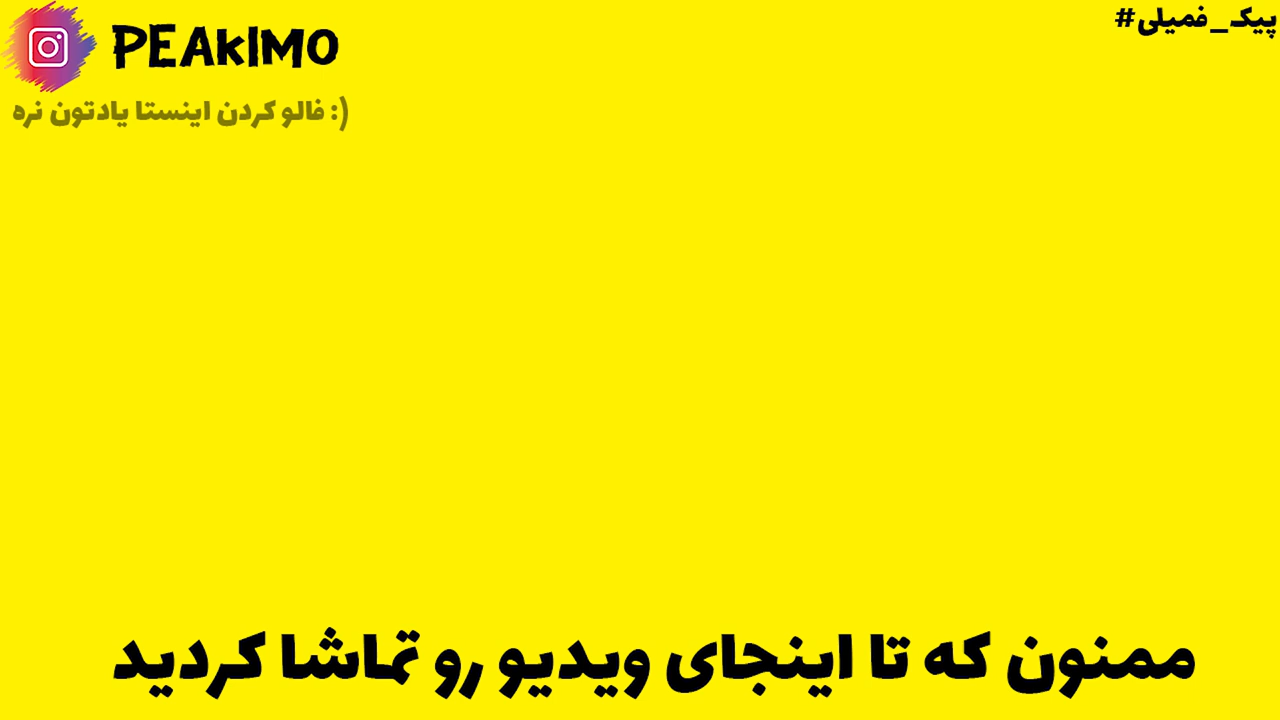 PEAkIMO
فالو کردن اینستا یادتون نره :)
#پیک_فمیلی
ممنون که تا اینجای ویدیو رو تماشا کردید